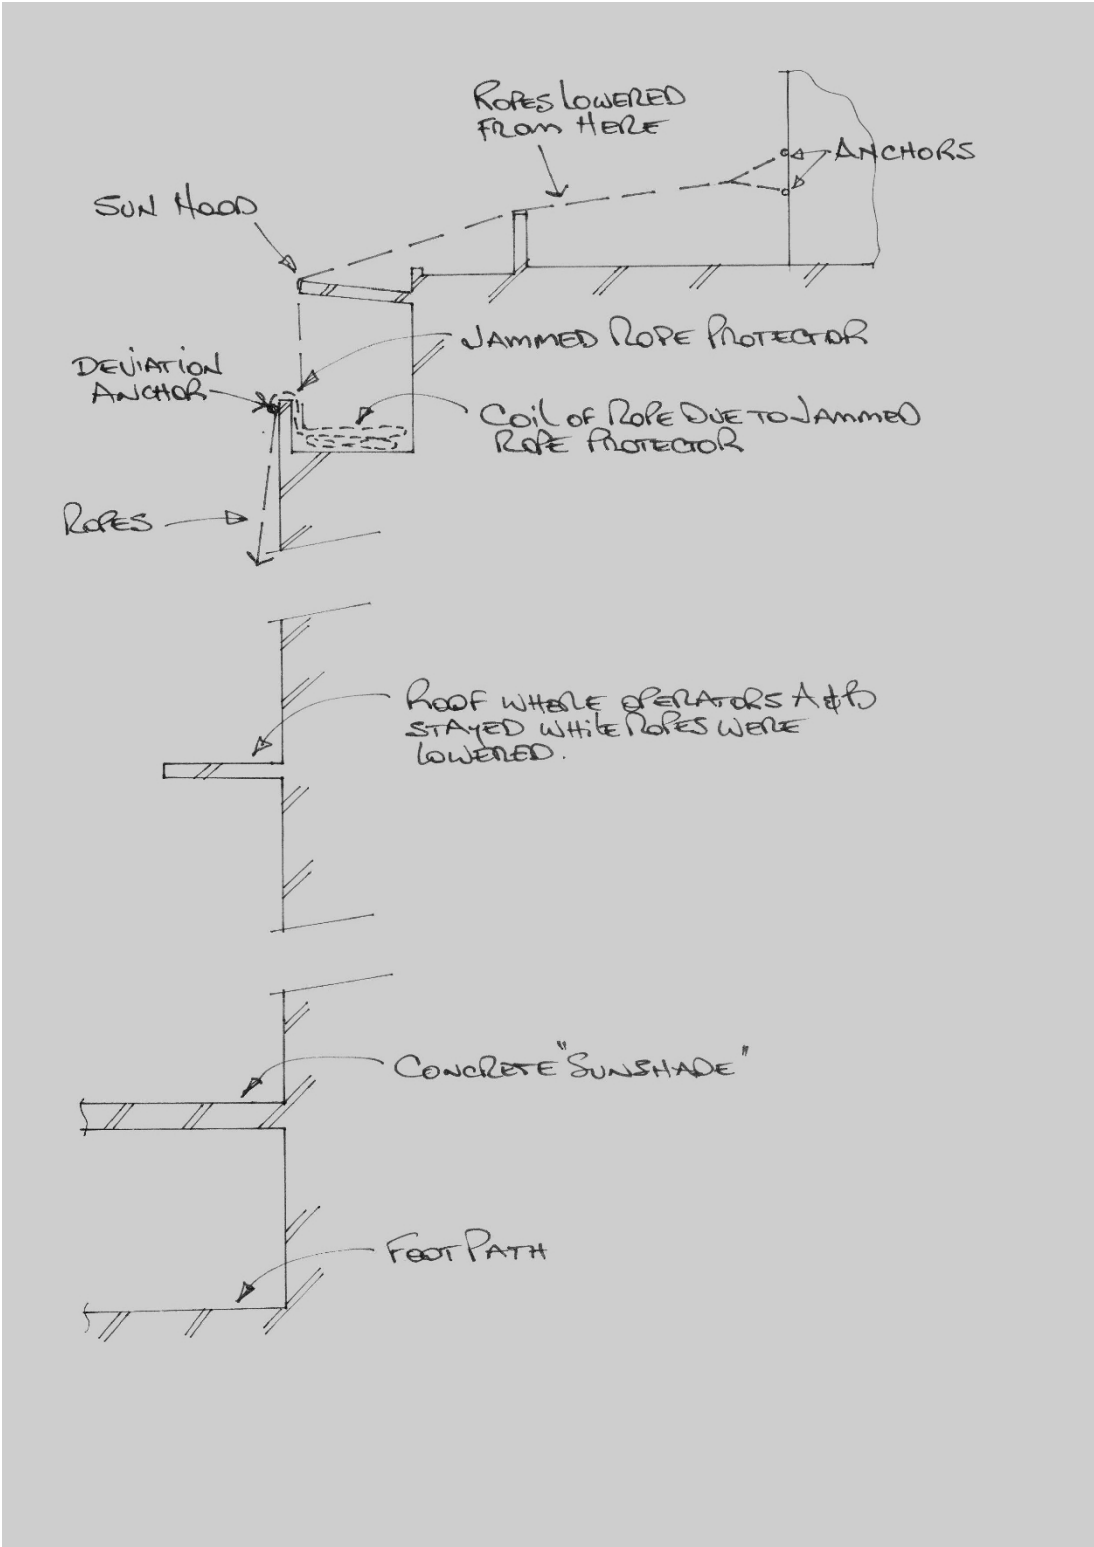 ROPES LOWERED
FROM HERE
ANCHORS
SUN HOOD
JAMMED ROPE PROTECTOR
DEVIATION
ANCHOR
COIL OF ROPE DUE TO JAMMED
ROPE PROTECTOR
ROPES
ROOF WHERE OPERATORS A & B
STAYED WHILE ROPES WERE
LOWERED.
CONCRETE "SUNSHADE"
FOOT PATH